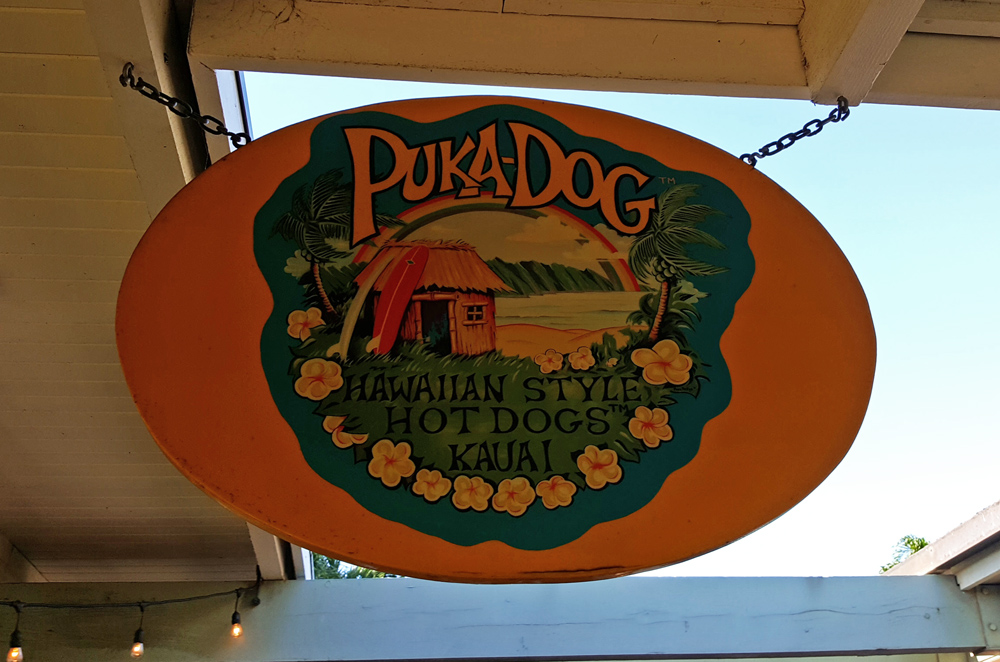 PUKA-DOG™
HAWAIIAN STYLE
HOT DOGS™
KAUAI